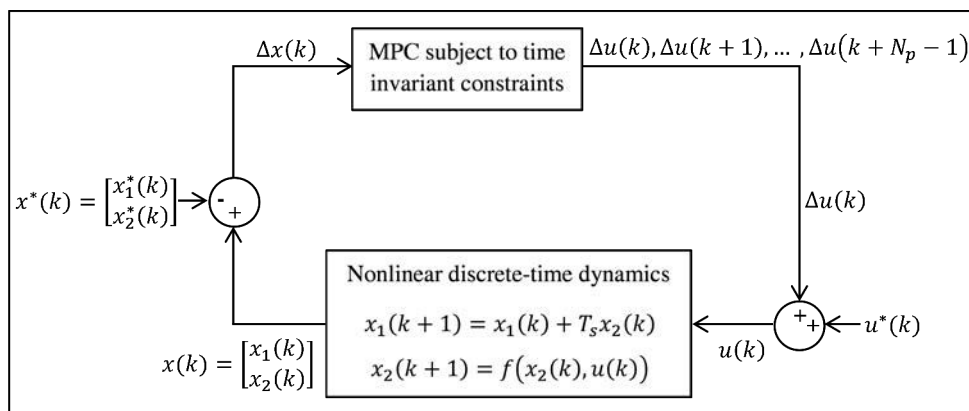 Δx(k)
MPC subject to time
invariant constraints
Δu(k), Δu(k + 1), … , Δu(k + N_p − 1)
x*(k) = [x_1*(k)
x_2*(k)]
-
+
Δu(k)
Nonlinear discrete-time dynamics
x_1(k + 1) = x_1(k) + T_s x_2(k)
x_2(k + 1) = f(x_2(k), u(k))
x(k) = [x_1(k)
x_2(k)]
u(k)
+
+
u*(k)